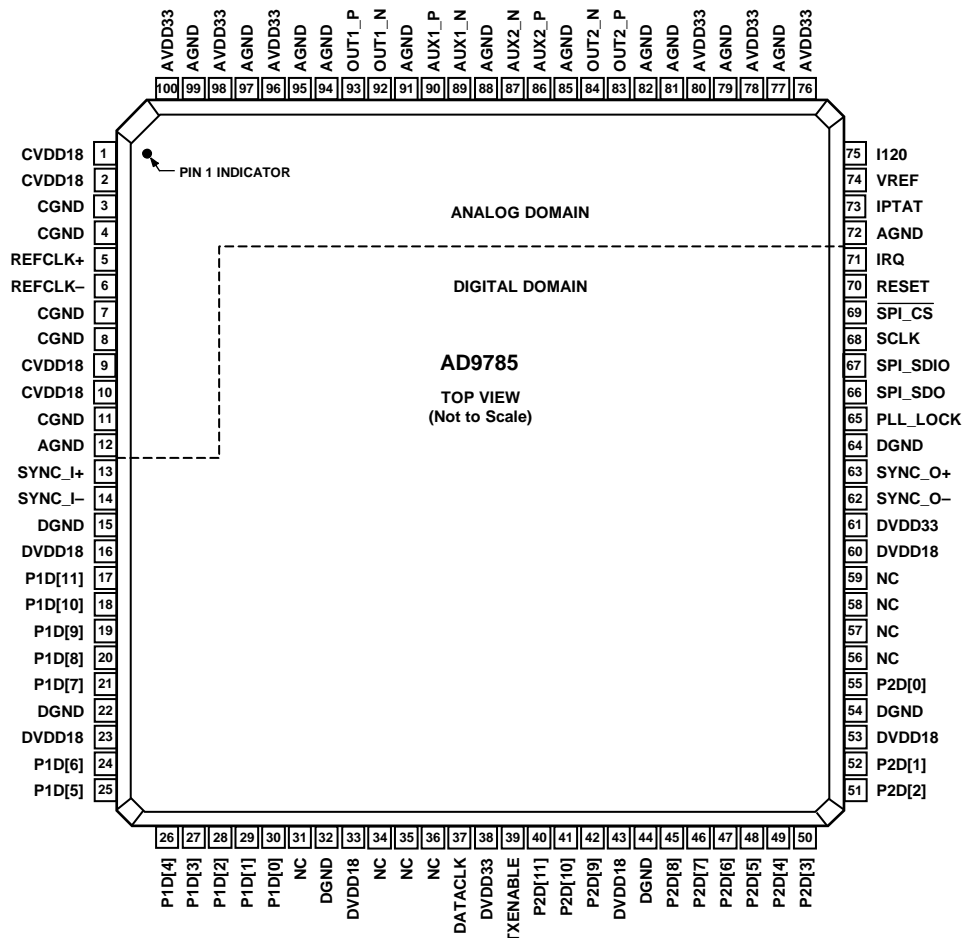 AVDD33
AGND
AVDD33
AGND
AVDD33
AGND
AGND
OUT1_P
OUT1_N
AGND
AUX1_P
AUX1_N
AGND
AUX2_N
AUX2_P
AGND
OUT2_N
OUT2_P
AGND
AGND
AVDD33
AGND
AVDD33
AGND
AVDD33
100 99 98 97 96 95 94 93 92 91 90 89 88 87 86 85 84 83 82 81 80 79 78 77 76
CVDD18 1
CVDD18 2
CGND 3
CGND 4
REFCLK+ 5
REFCLK– 6
CGND 7
CGND 8
CVDD18 9
CVDD18 10
CGND 11
AGND 12
SYNC_I+ 13
SYNC_I– 14
DGND 15
DVDD18 16
P1D[11] 17
P1D[10] 18
P1D[9] 19
P1D[8] 20
P1D[7] 21
DGND 22
DVDD18 23
P1D[6] 24
P1D[5] 25
PIN 1 INDICATOR
ANALOG DOMAIN
DIGITAL DOMAIN
AD9785
TOP VIEW
(Not to Scale)
75 I120
74 VREF
73 IPTAT
72 AGND
71 IRQ
70 RESET
69 SPI_CS
68 SCLK
67 SPI_SDIO
66 SPI_SDO
65 PLL_LOCK
64 DGND
63 SYNC_O+
62 SYNC_O–
61 DVDD33
60 DVDD18
59 NC
58 NC
57 NC
56 NC
55 P2D[0]
54 DGND
53 DVDD18
52 P2D[1]
51 P2D[2]
26 27 28 29 30 31 32 33 34 35 36 37 38 39 40 41 42 43 44 45 46 47 48 49 50
P1D[4]
P1D[3]
P1D[2]
P1D[1]
P1D[0]
NC
DGND
DVDD18
NC
NC
NC
DATACLK
DVDD33
TXENABLE
P2D[11]
P2D[10]
P2D[9]
DVDD18
DGND
P2D[8]
P2D[7]
P2D[6]
P2D[5]
P2D[4]
P2D[3]